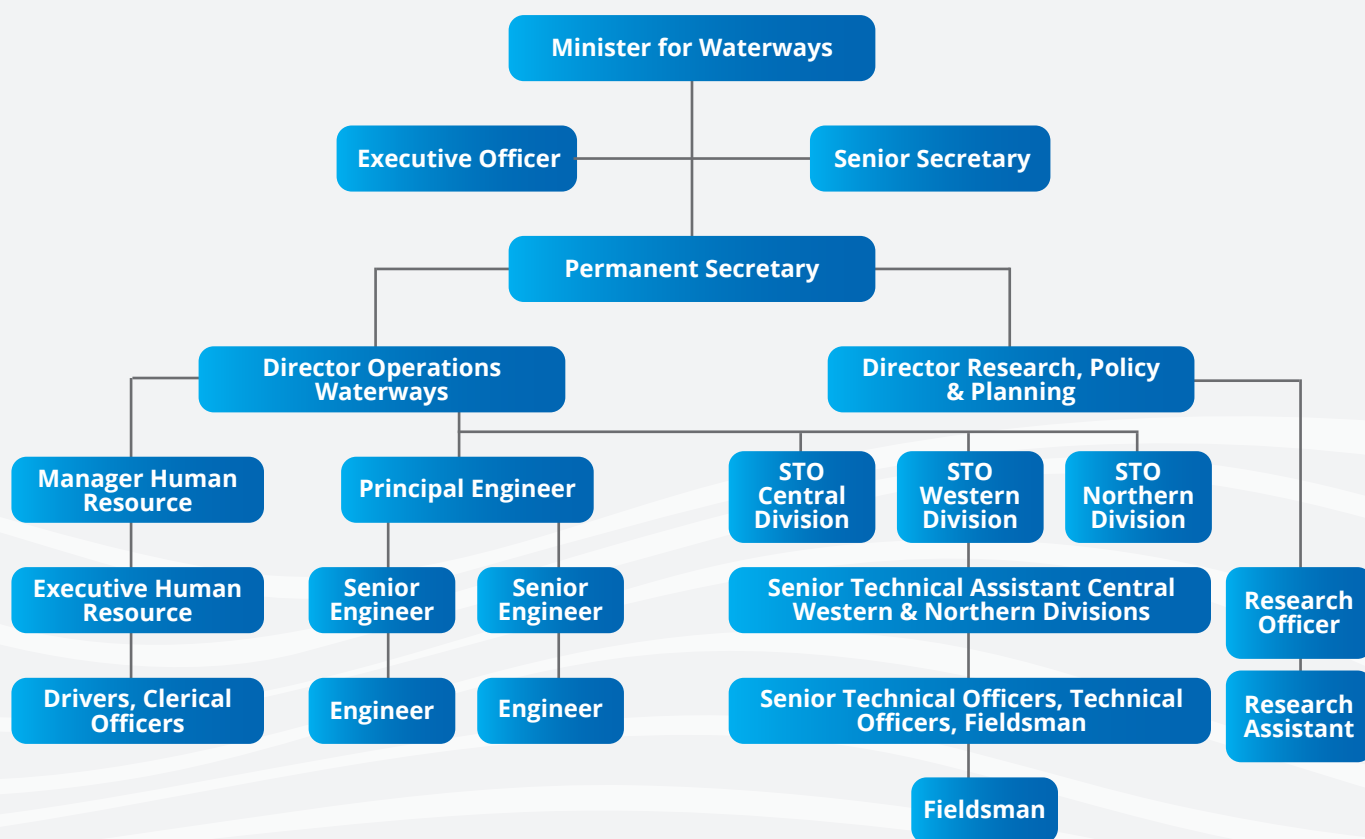 Minister for Waterways
Executive Officer
Senior Secretary
Permanent Secretary
Director Operations
Waterways
Director Research, Policy
& Planning
Manager Human
Resource
Principal Engineer
STO
Central
Division
STO
Western
Division
STO
Northern
Division
Executive Human
Resource
Senior
Engineer
Senior
Engineer
Senior Technical Assistant Central
Western & Northern Divisions
Research
Officer
Drivers, Clerical
Officers
Engineer
Engineer
Senior Technical Officers, Technical
Officers, Fieldsman
Research
Assistant
Fieldsman